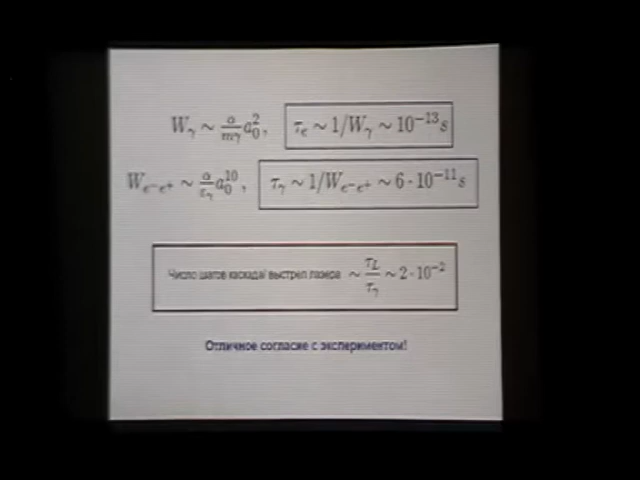 W_γ ~ α/(mγ) a_0^2, τ_e ~ 1/W_γ ~ 10^{-13}s
W_{e^-e^+} ~ α/ε_γ a_0^{10}, τ_γ ~ 1/W_{e^-e^+} ~ 6·10^{-11}s
Число шагов каскада/ выстрел лазера ~ τ_L/τ_γ ~ 2·10^{-2}
Отличное согласие с экспериментом!